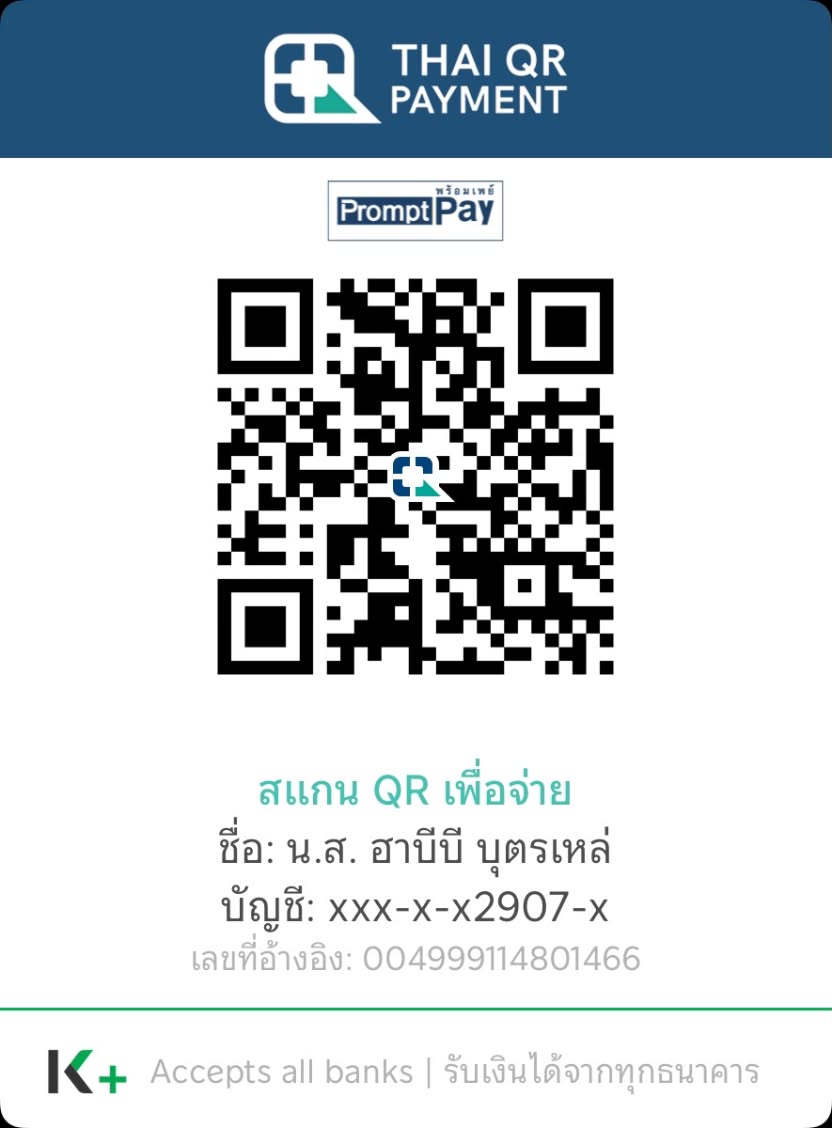 THAI QR
PAYMENT
พร้อมเพย์
PromptPay
สแกน QR เพื่อจ่าย
ชื่อ: น.ส. ฮาบีบี บุตรเหล่
บัญชี: xxx-x-x2907-x
เลขที่อ้างอิง: 004999114801466
K+ Accepts all banks | รับเงินได้จากทุกธนาคาร